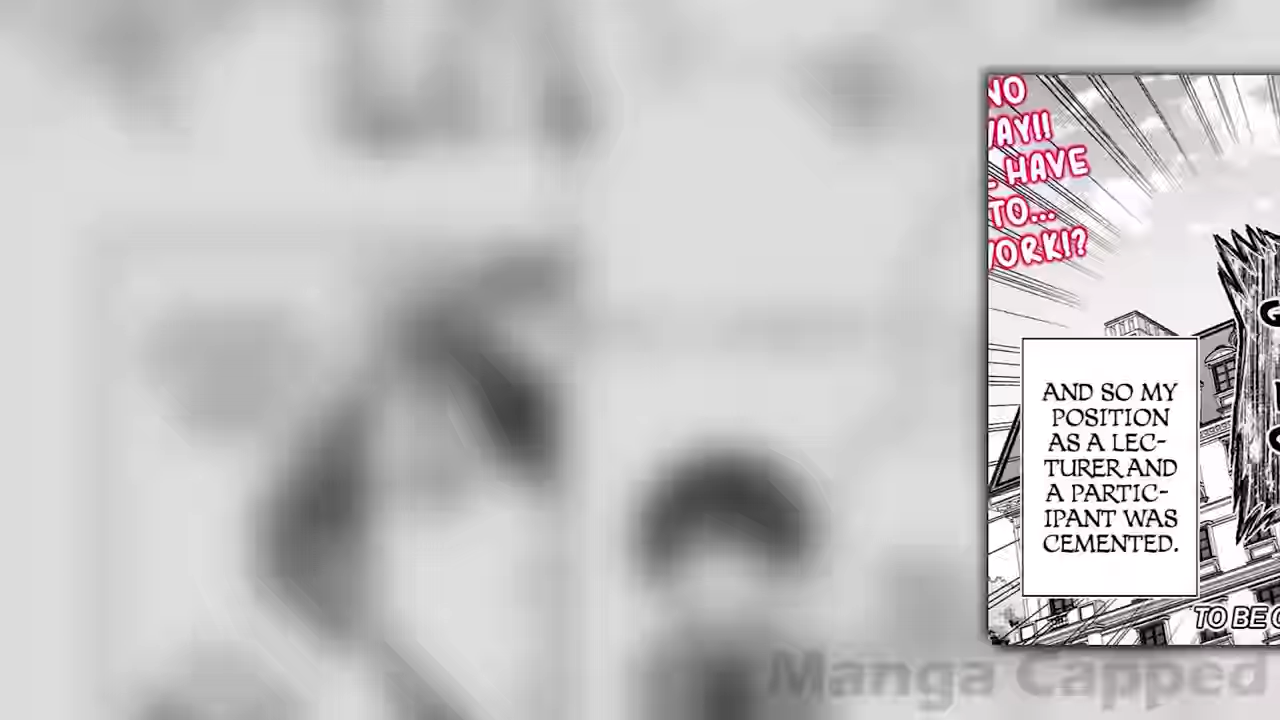 NO
WAY!!
I HAVE
TO...
WORK!?
AND SO MY
POSITION
AS A LEC-
TURER AND
A PARTIC-
IPANT WAS
CEMENTED.
TO BE
Manga Capped